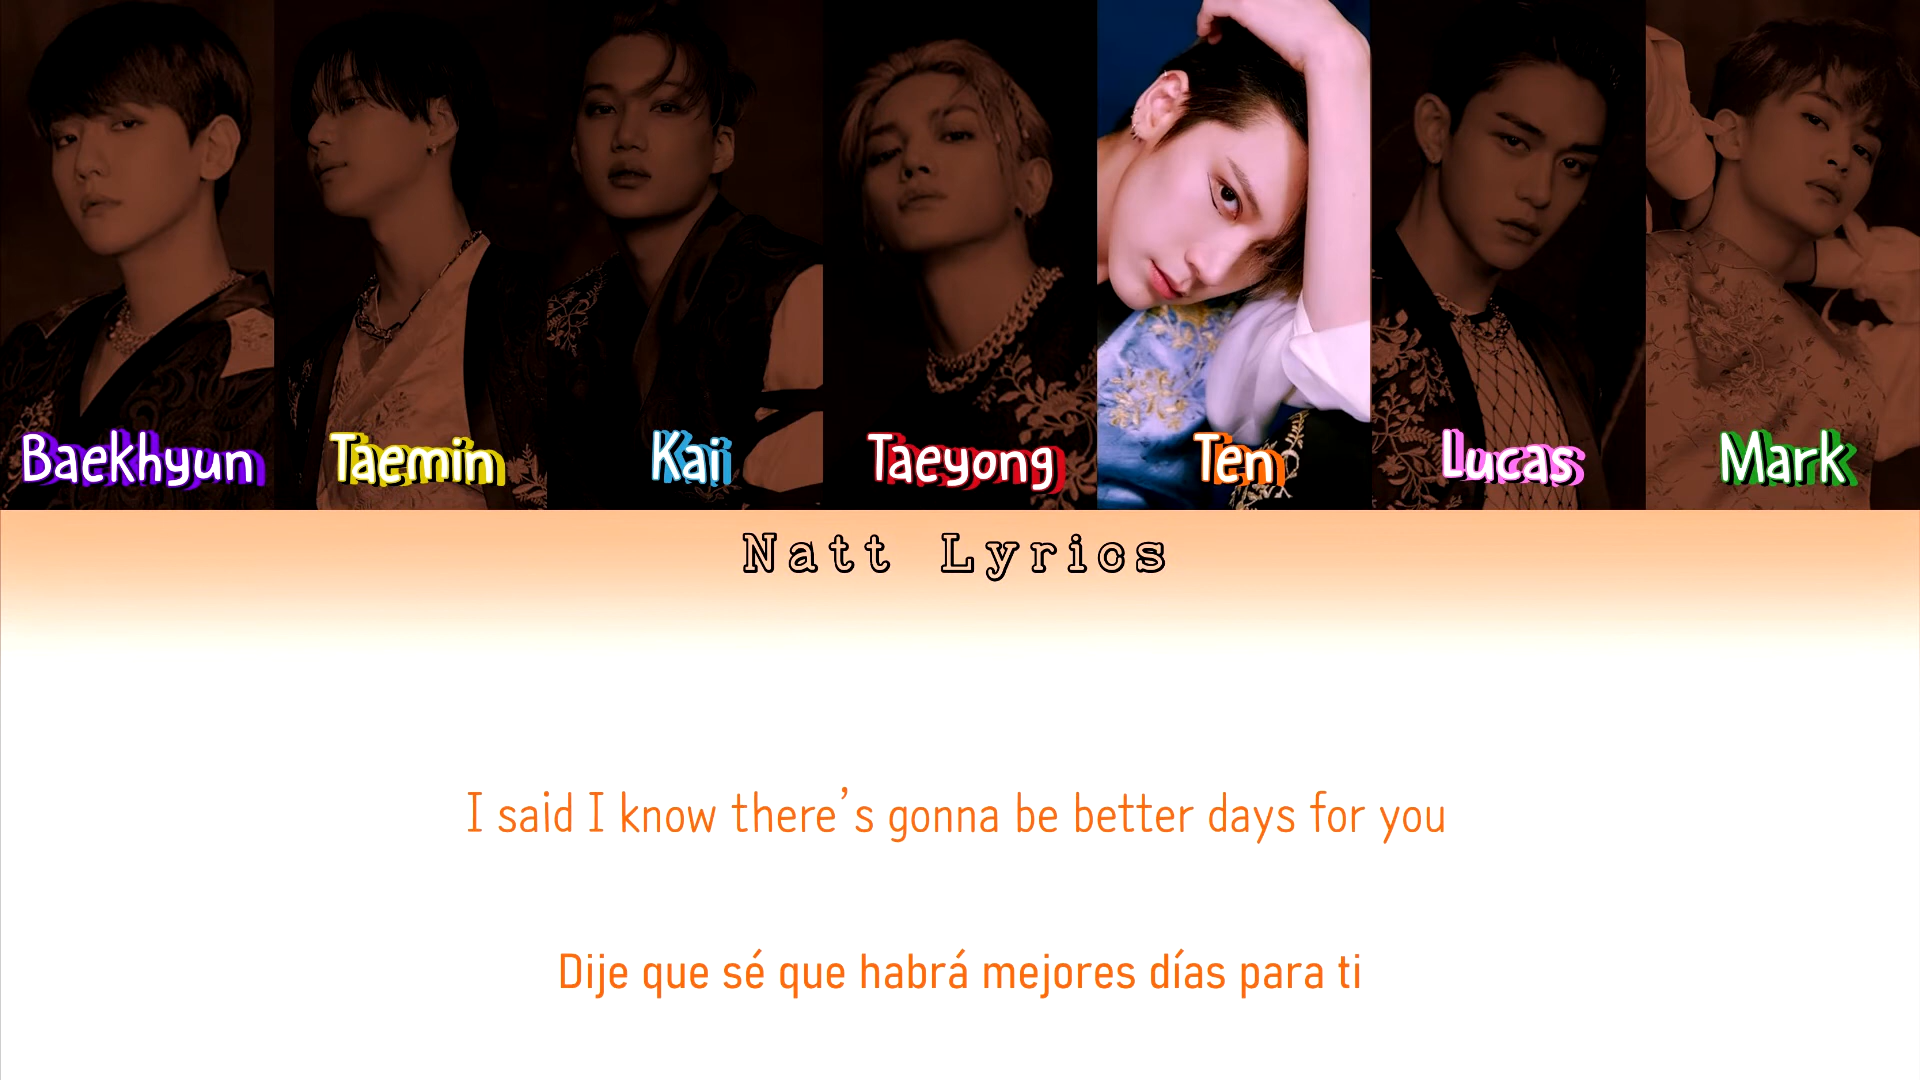 Baekhyun Taemin Kai Taeyong Ten Lucas Mark
Natt Lyrics
I said I know there's gonna be better days for you
Dije que sé que habrá mejores días para ti